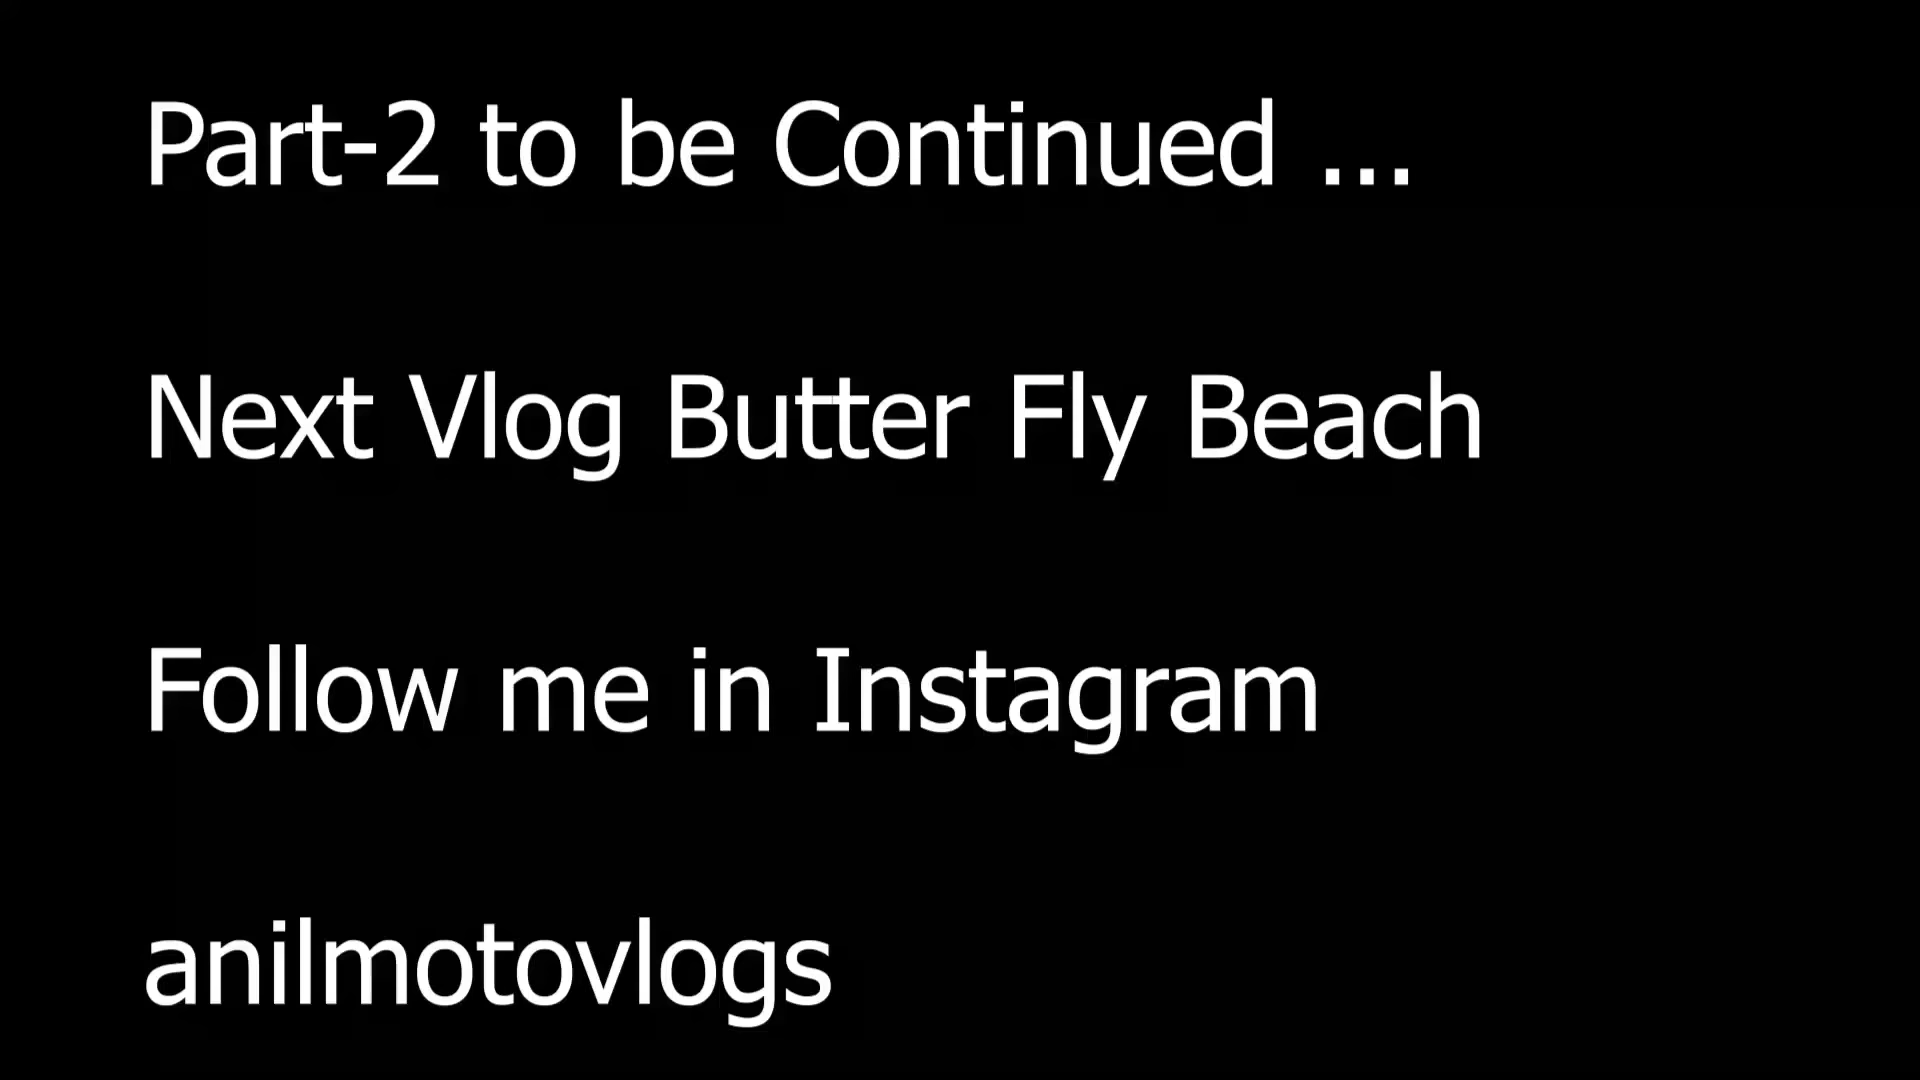 Part-2 to be Continued ...
Next Vlog Butter Fly Beach
Follow me in Instagram
anilmotovlogs